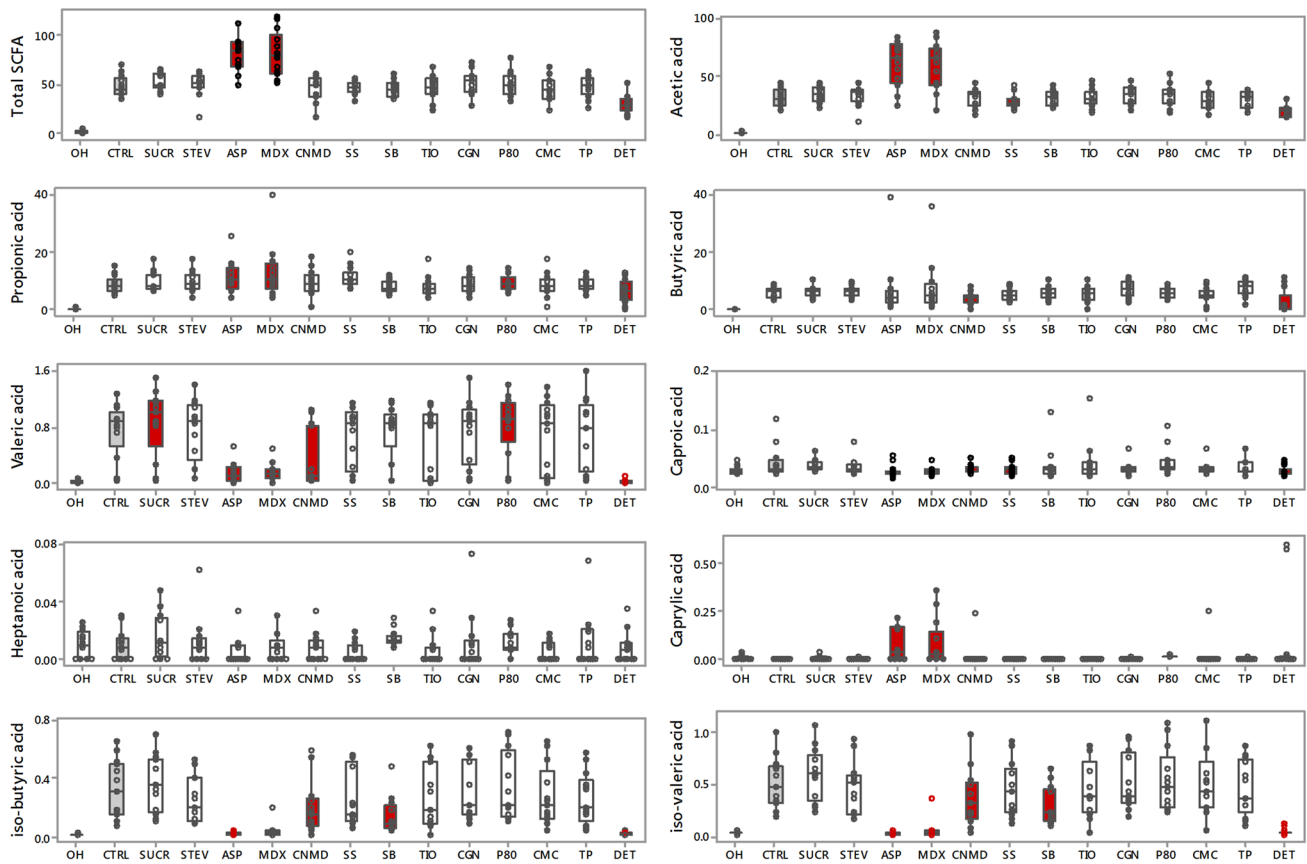 Total SCFA
100
50
0
OH CTRL SUCR STEV ASP MDX CNMD SS SB TIO CGN P80 CMC TP DET
Acetic acid
100
50
0
OH CTRL SUCR STEV ASP MDX CNMD SS SB TIO CGN P80 CMC TP DET
Propionic acid
40
20
0
OH CTRL SUCR STEV ASP MDX CNMD SS SB TIO CGN P80 CMC TP DET
Butyric acid
40
20
0
OH CTRL SUCR STEV ASP MDX CNMD SS SB TIO CGN P80 CMC TP DET
Valeric acid
1.6
0.8
0.0
OH CTRL SUCR STEV ASP MDX CNMD SS SB TIO CGN P80 CMC TP DET
Caproic acid
0.2
0.1
0.0
OH CTRL SUCR STEV ASP MDX CNMD SS SB TIO CGN P80 CMC TP DET
Heptanoic acid
0.08
0.04
0.00
OH CTRL SUCR STEV ASP MDX CNMD SS SB TIO CGN P80 CMC TP DET
Caprylic acid
0.50
0.25
0.00
OH CTRL SUCR STEV ASP MDX CNMD SS SB TIO CGN P80 CMC TP DET
iso-butyric acid
0.8
0.4
0.0
OH CTRL SUCR STEV ASP MDX CNMD SS SB TIO CGN P80 CMC TP DET
iso-valeric acid
1.0
0.5
0.0
OH CTRL SUCR STEV ASP MDX CNMD SS SB TIO CGN P80 CMC TP DET